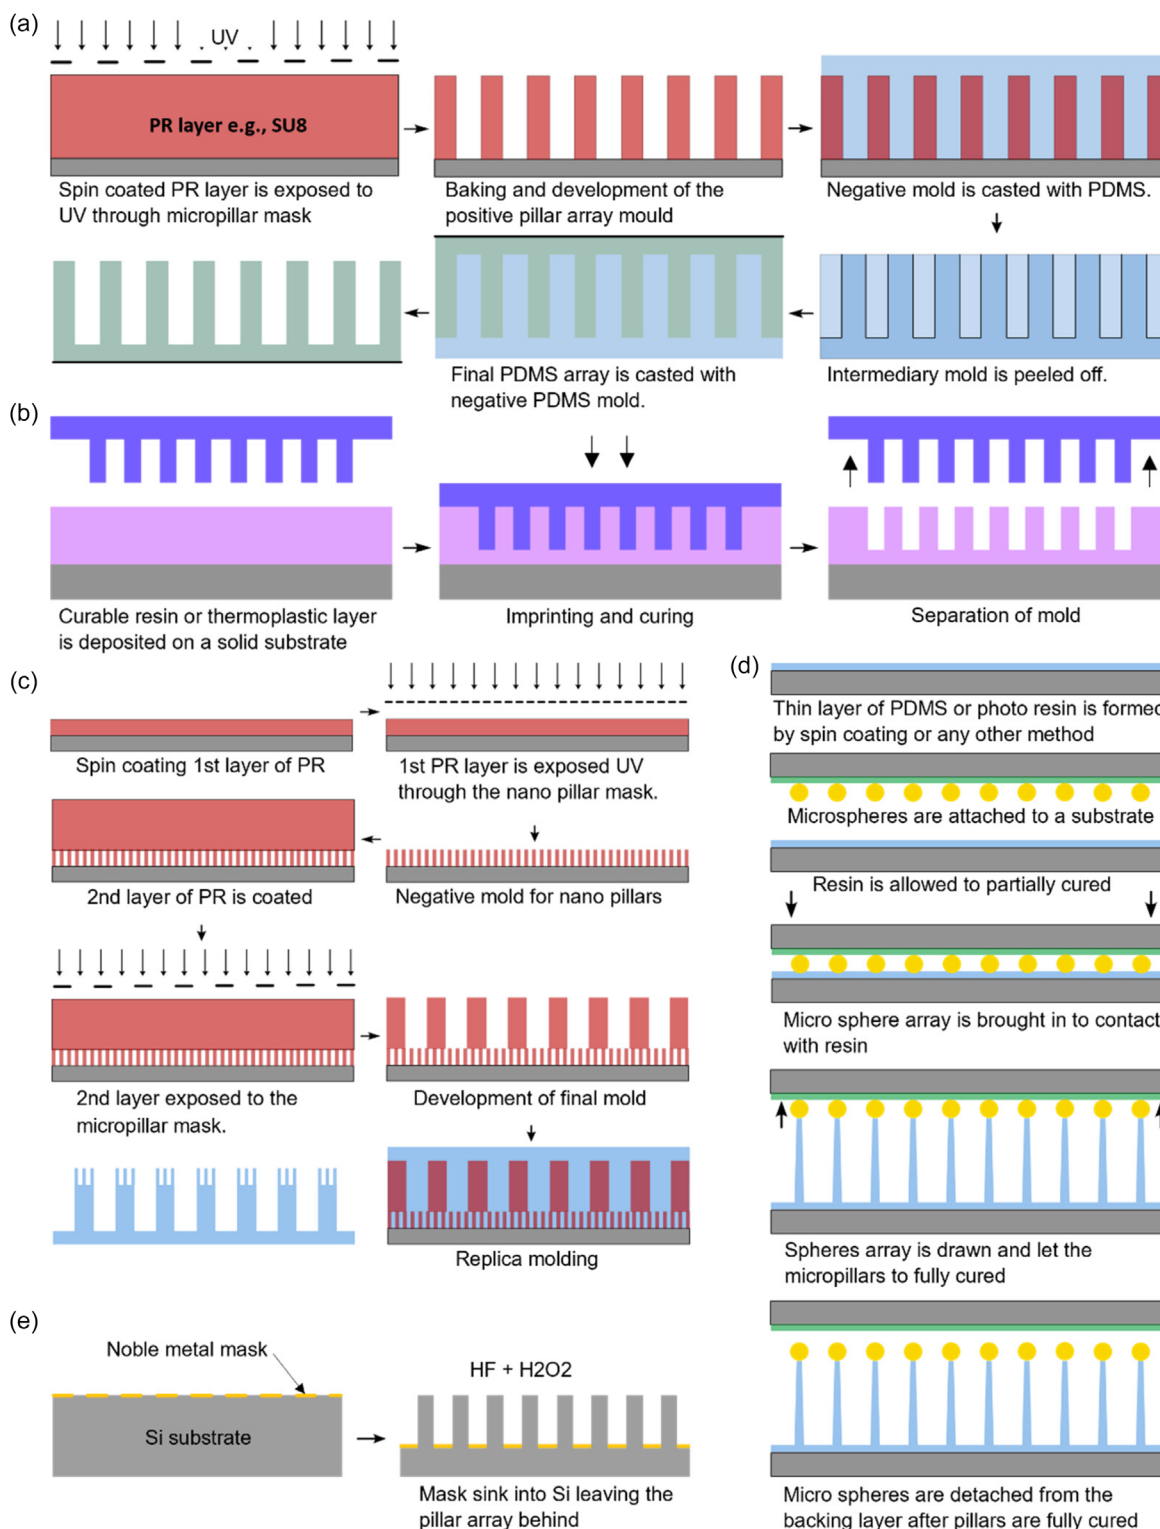 (a)
UV
PR layer e.g., SU8
Spin coated PR layer is exposed to
UV through micropillar mask
Baking and development of the
positive pillar array mould
Negative mold is casted with PDMS.
Final PDMS array is casted with
negative PDMS mold.
Intermediary mold is peeled off.
(b)
Curable resin or thermoplastic layer
is deposited on a solid substrate
Imprinting and curing
Separation of mold
(c)
Spin coating 1st layer of PR
1st PR layer is exposed UV
through the nano pillar mask.
2nd layer of PR is coated
Negative mold for nano pillars
2nd layer exposed to the
micropillar mask.
Development of final mold
Replica molding
(d)
Thin layer of PDMS or photo resin is formed
by spin coating or any other method
Microspheres are attached to a substrate
Resin is allowed to partially cured
Micro sphere array is brought in to contact
with resin
Spheres array is drawn and let the
micropillars to fully cured
Micro spheres are detached from the
backing layer after pillars are fully cured
(e)
Noble metal mask
Si substrate
HF + H2O2
Mask sink into Si leaving the
pillar array behind